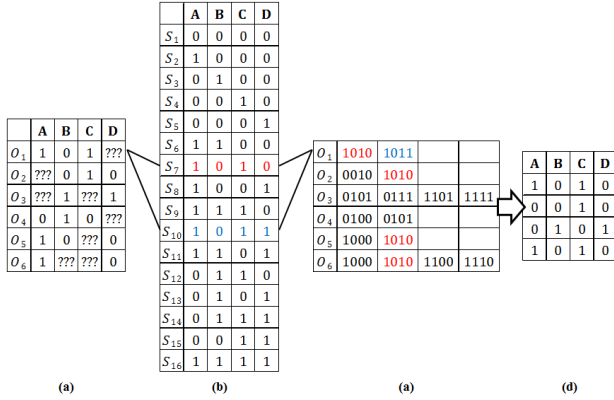 A B C D
O1 1 0 1 ???
O2 ??? 0 1 0
O3 ??? 1 ??? 1
O4 0 1 0 ???
O5 1 0 ??? 0
O6 1 ??? ??? 0
(a)
A B C D
S1 0 0 0 0
S2 1 0 0 0
S3 0 1 0 0
S4 0 0 1 0
S5 0 0 0 1
S6 1 1 0 0
S7 1 0 1 0
S8 1 0 0 1
S9 1 1 1 0
S10 1 0 1 1
S11 1 1 0 1
S12 0 1 1 0
S13 0 1 0 1
S14 0 1 1 1
S15 0 0 1 1
S16 1 1 1 1
(b)
O1 1010 1011
O2 0010 1010
O3 0101 0111 1101 1111
O4 0100 0101
O5 1000 1010
O6 1000 1010 1100 1110
(a)
A B C D
1 0 1 0
0 0 1 0
0 1 0 1
1 0 1 0
(d)